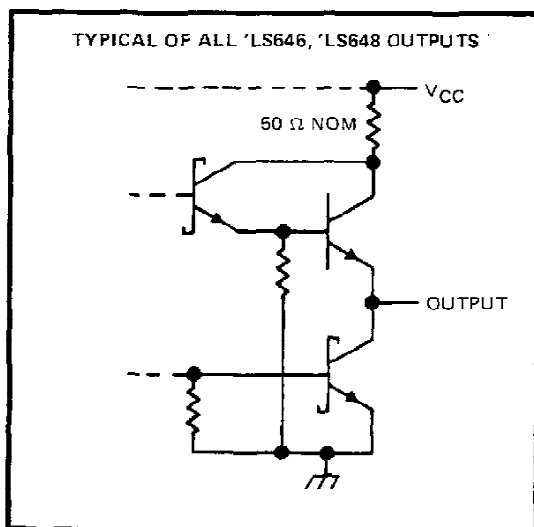 TYPICAL OF ALL 'LS646, 'LS648 OUTPUTS
VCC
50 Ω NOM
OUTPUT